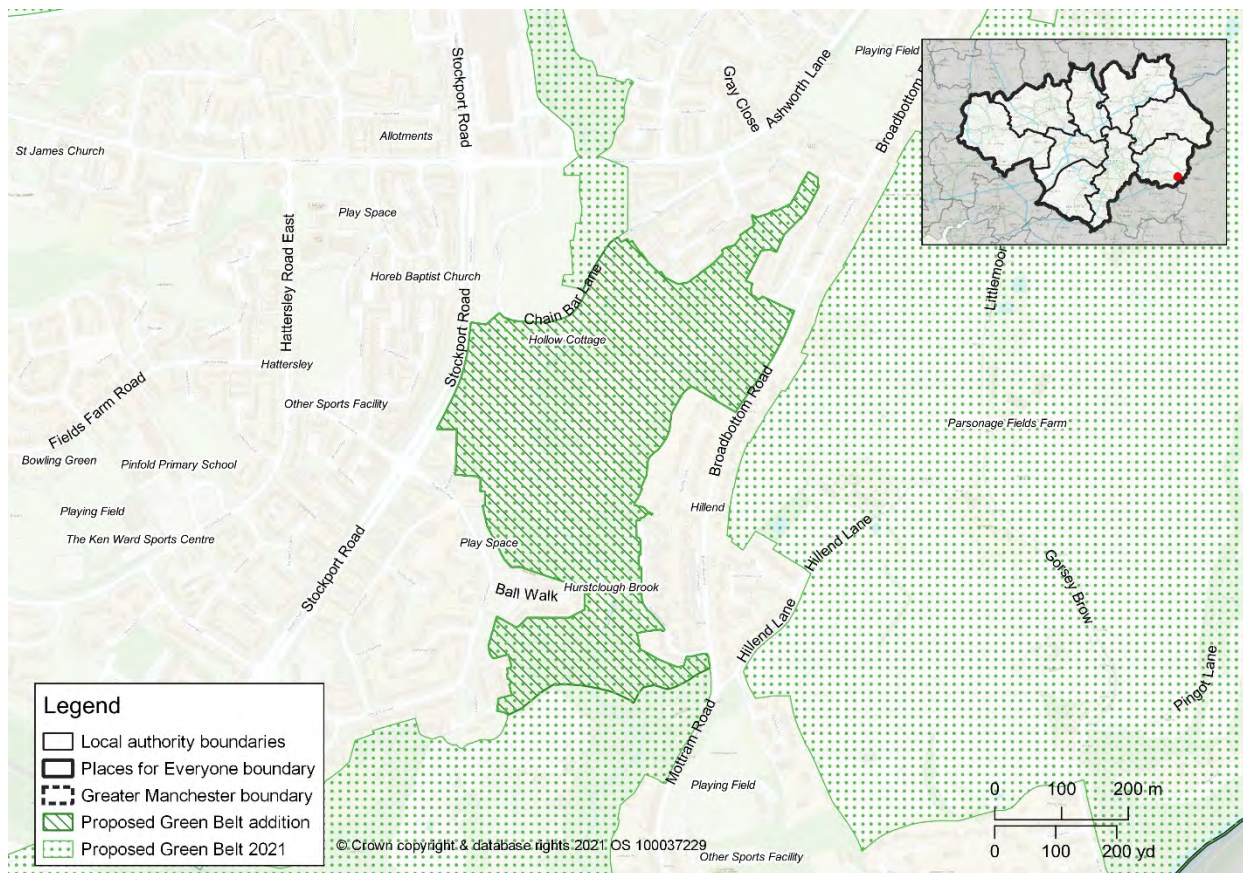 Stockport Road
Gray Close
Ashworth Lane
Playing Field
Allotments
St James Church
Play Space
Hattersley Road East
Horeb Baptist Church
Stockport Road
Chain Bar Lane
Hollow Cottage
Littlemoor
Hattersley
Fields Farm Road
Other Sports Facility
Broadbottom Road
Parsonage Fields Farm
Bowling Green
Pinfold Primary School
Playing Field
The Ken Ward Sports Centre
Hillend
Hillend Lane
Play Space
Stockport Road
Ball Walk
Hurstclough Brook
Gorsey Brow
Hillend Lane
Pingot Lane
Mottram Road
Playing Field
Other Sports Facility
Legend
Local authority boundaries
Places for Everyone boundary
Greater Manchester boundary
Proposed Green Belt addition
Proposed Green Belt 2021
© Crown copyright & database rights 2021 OS 100037229
0 100 200 m
0 100 200 yd